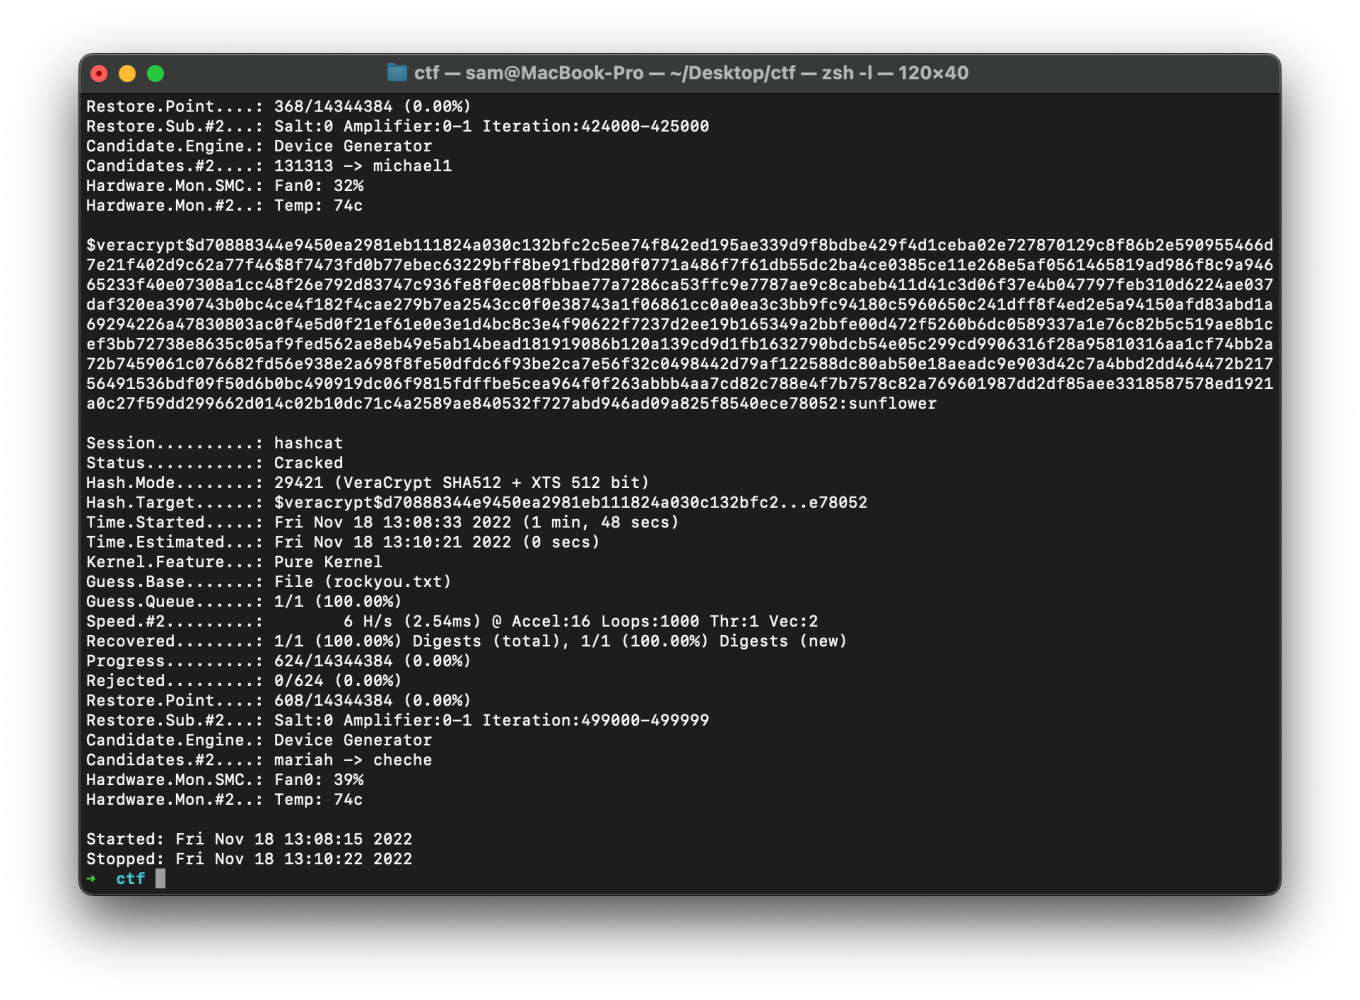 ctf — sam@MacBook-Pro — ~/Desktop/ctf — zsh -l — 120×40
Restore.Point....: 368/14344384 (0.00%)
Restore.Sub.#2...: Salt:0 Amplifier:0-1 Iteration:424000-425000
Candidate.Engine.: Device Generator
Candidates.#2....: 131313 -> michael1
Hardware.Mon.SMC.: Fan0: 32%
Hardware.Mon.#2..: Temp: 74c
$veracrypt$d70888344e9450ea2981eb111824a030c132bfc2c5ee74f842ed195ae339d9f8bdbe429f4d1ceba02e727870129c8f86b2e590955466d
7e21f402d9c62a77f46$8f7473fd0b77ebec63229bff8be91fbd280f0771a486f7f61db55dc2ba4ce0385ce11e268e5af0561465819ad986f8c9a946
65233f40e07308a1cc48f26e792d83747c936fe8f0ec08fbbae77a7286ca53ffc9e7787ae9c8cabeb411d41c3d06f37e4b047797feb310d6224ae037
daf320ea390743b0bc4ce4f182f4cae279b7ea2543cc0f0e38743a1f06861cc0a0ea3c3bb9fc94180c5960650c241dff8f4ed2e5a94150afd83abd1a
69294226a47830803ac0f4e5d0f21ef61e0e3e1d4bc8c3e4f90622f7237d2ee19b165349a2bbfe00d472f5260b6dc0589337a1e76c82b5c519ae8b1c
ef3bb72738e8635c05af9fed562ae8eb49e5ab14bead181919086b120a139cd9d1fb1632790bdcb54e05c299cd9906316f28a95810316aa1cf74bb2a
72b7459061c076682fd56e938e2a698f8fe50dfdc6f93be2ca7e56f32c0498442d79af122588dc80ab50e18aeadc9e903d42c7a4bbd2dd464472b217
56491536bdf09f50d6b0bc490919dc06f9815fdffbe5cea964f0f263abbb4aa7cd82c788e4f7b7578c82a769601987dd2df85aee3318587578ed1921
a0c27f59dd299662d014c02b10dc71c4a2589ae840532f727abd946ad09a825f8540ece78052:sunflower
Session..........: hashcat
Status...........: Cracked
Hash.Mode........: 29421 (VeraCrypt SHA512 + XTS 512 bit)
Hash.Target......: $veracrypt$d70888344e9450ea2981eb111824a030c132bfc2...e78052
Time.Started.....: Fri Nov 18 13:08:33 2022 (1 min, 48 secs)
Time.Estimated...: Fri Nov 18 13:10:21 2022 (0 secs)
Kernel.Feature...: Pure Kernel
Guess.Base.......: File (rockyou.txt)
Guess.Queue......: 1/1 (100.00%)
Speed.#2.........:        6 H/s (2.54ms) @ Accel:16 Loops:1000 Thr:1 Vec:2
Recovered........: 1/1 (100.00%) Digests (total), 1/1 (100.00%) Digests (new)
Progress.........: 624/14344384 (0.00%)
Rejected.........: 0/624 (0.00%)
Restore.Point....: 608/14344384 (0.00%)
Restore.Sub.#2...: Salt:0 Amplifier:0-1 Iteration:499000-499999
Candidate.Engine.: Device Generator
Candidates.#2....: mariah -> cheche
Hardware.Mon.SMC.: Fan0: 39%
Hardware.Mon.#2..: Temp: 74c
Started: Fri Nov 18 13:08:15 2022
Stopped: Fri Nov 18 13:10:22 2022
➜ ctf